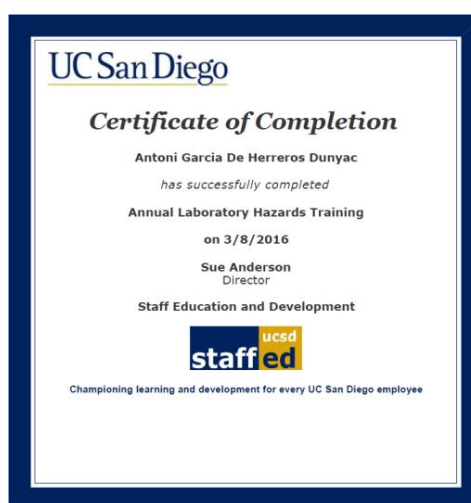 UC San Diego
Certificate of Completion
Antoni Garcia De Herreros Dunyac
has successfully completed
Annual Laboratory Hazards Training
on 3/8/2016
Sue Anderson
Director
Staff Education and Development
ucsd
staff ed
Championing learning and development for every UC San Diego employee